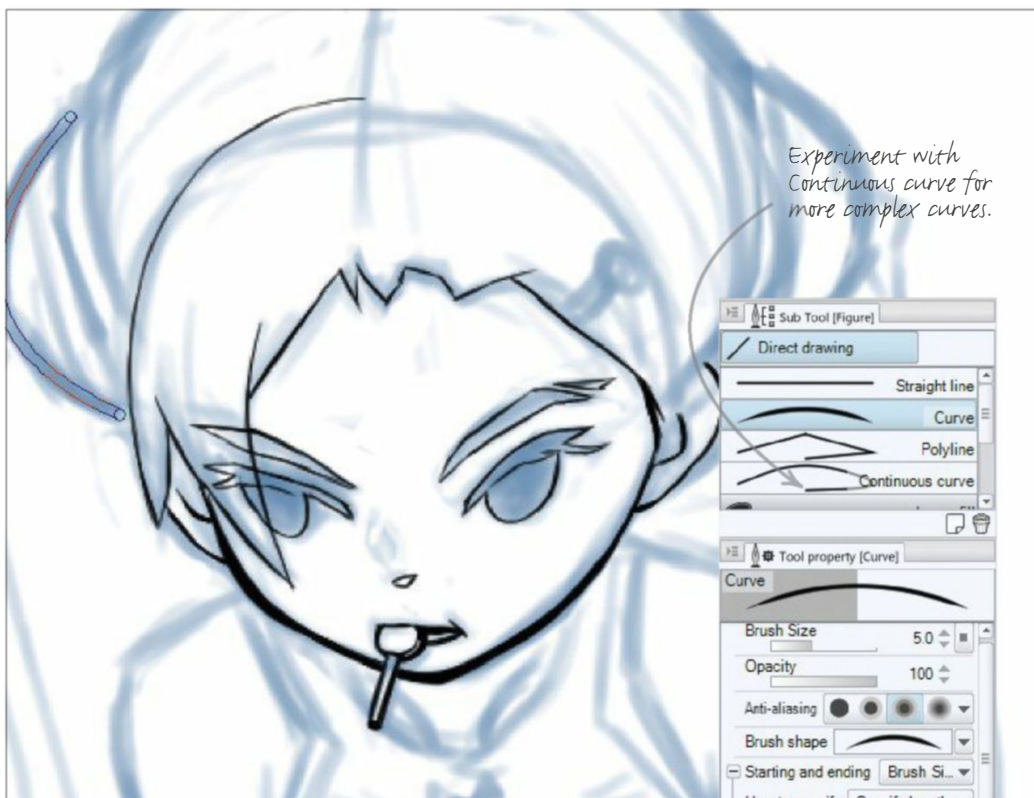 Experiment with
Continuous curve for
more complex curves.
Sub Tool [Figure]
Direct drawing
Straight line
Curve
Polyline
Continuous curve
Tool property [Curve]
Curve
Brush Size 5.0
Opacity 100
Anti-aliasing
Brush shape
Starting and ending Brush Si...